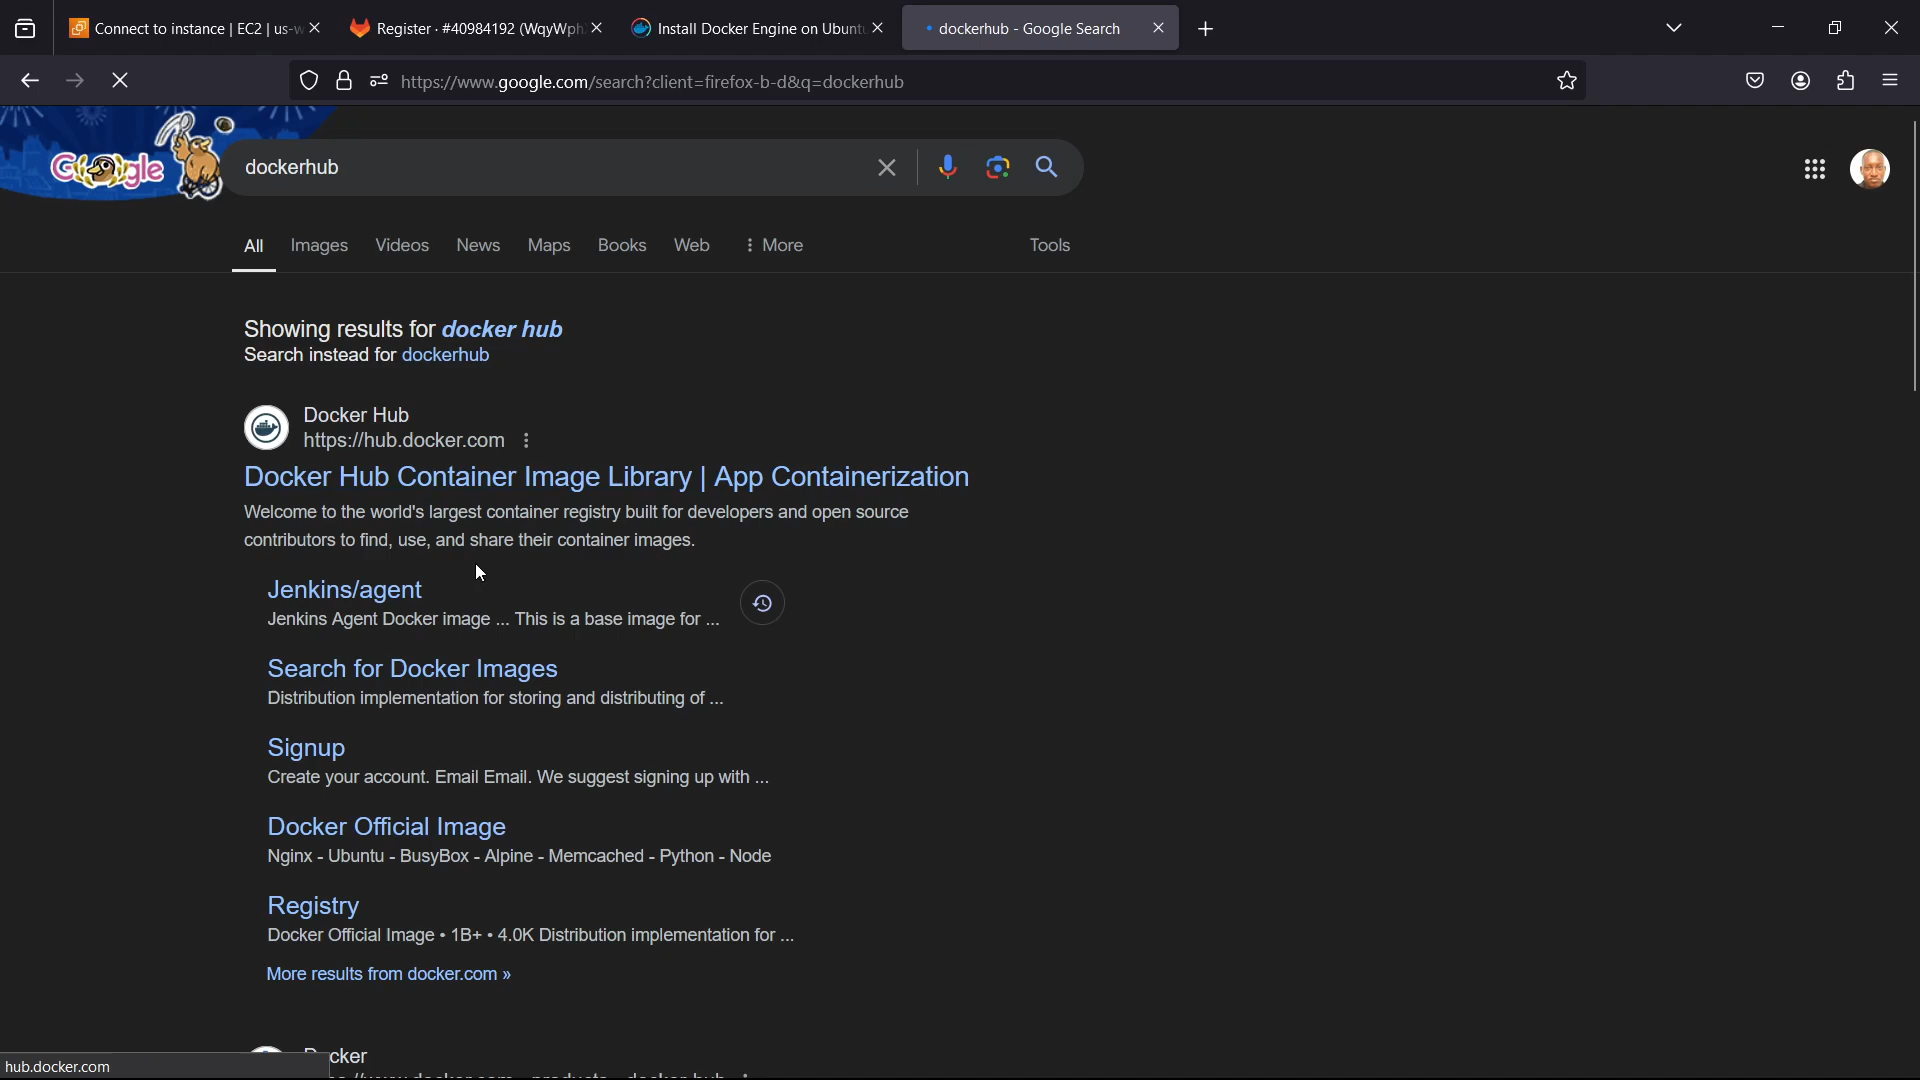 Connect to instance | EC2 | us-w
Register · #40984192 (WqyWph
Install Docker Engine on Ubuntu
dockerhub - Google Search
https://www.google.com/search?client=firefox-b-d&q=dockerhub
Google
dockerhub
All Images Videos News Maps Books Web More Tools
Showing results for docker hub
Search instead for dockerhub
Docker Hub
https://hub.docker.com
Docker Hub Container Image Library | App Containerization
Welcome to the world's largest container registry built for developers and open source
contributors to find, use, and share their container images.
Jenkins/agent
Jenkins Agent Docker image ... This is a base image for ...
Search for Docker Images
Distribution implementation for storing and distributing of ...
Signup
Create your account. Email Email. We suggest signing up with ...
Docker Official Image
Nginx - Ubuntu - BusyBox - Alpine - Memcached - Python - Node
Registry
Docker Official Image • 1B+ • 4.0K Distribution implementation for ...
More results from docker.com »
cker
hub.docker.com